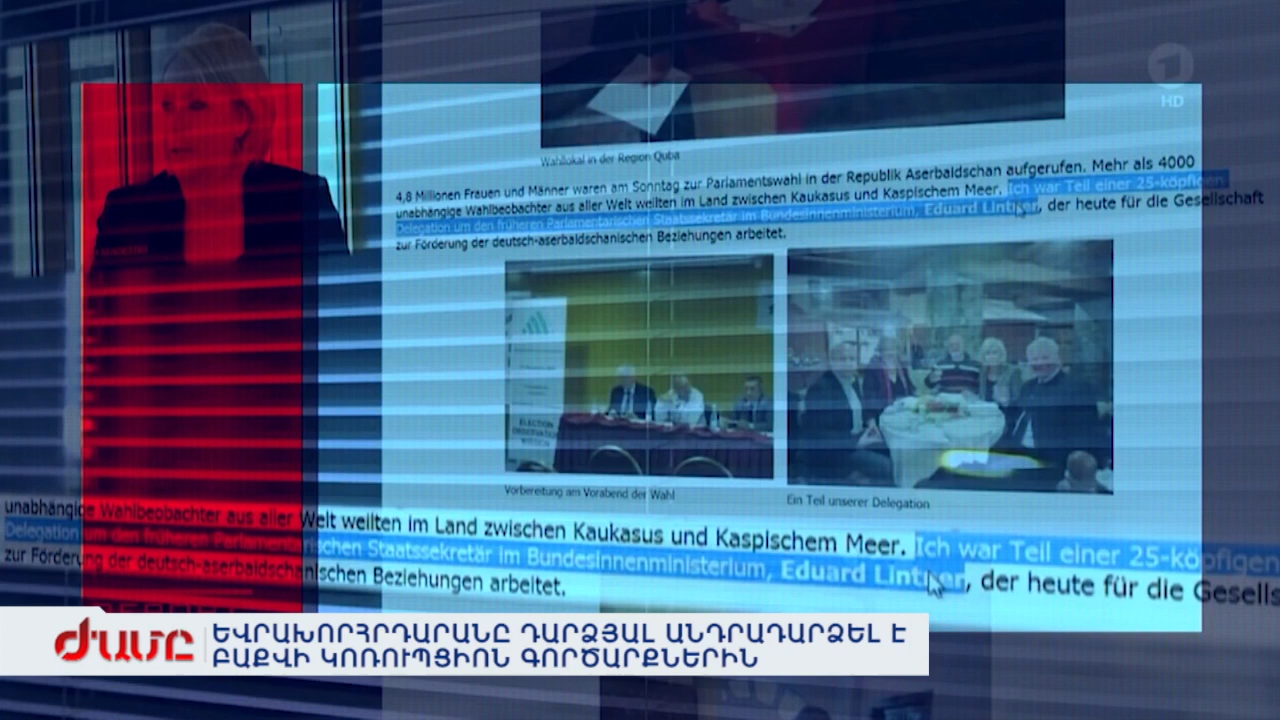 HD
Wahllokal in der Region Quba
4,8 Millionen Frauen und Männer waren am Sonntag zur Parlamentswahl in der Republik Aserbaidschan aufgerufen. Mehr als 4000
unabhängige Wahlbeobachter aus aller Welt weilten im Land zwischen Kaukasus und Kaspischem Meer. Ich war Teil einer 25-köpfigen
Delegation um den früheren Parlamentarischen Staatssekretär im Bundesinnenministerium, Eduard Lintner, der heute für die Gesellschaft
zur Förderung der deutsch-aserbaidschanischen Beziehungen arbeitet.
ELECTION
OBSERVATION
MISSION
Vorbereitung am Vorabend der Wahl
Ein Teil unserer Delegation
unabhängige Wahlbeobachter aus aller Welt weilten im Land zwischen Kaukasus und Kaspischem Meer. Ich war Teil einer 25-köpfigen
Delegation um den früheren Parlamentarischen Staatssekretär im Bundesinnenministerium, Eduard Lintner, der heute für die Gesells
zur Förderung der deutsch-aserbaidschanischen Beziehungen arbeitet.
ԺԱՄԸ
ԵՎՐԱԽՈՐՀՐԴԱՐԱՆԸ ԴԱՐՁՅԱԼ ԱՆԴՐԱԴԱՐՁԵԼ Է
ԲԱՔՎԻ ԿՈՌՈՒՊՑԻՈՆ ԳՈՐԾԱՐՔՆԵՐԻՆ